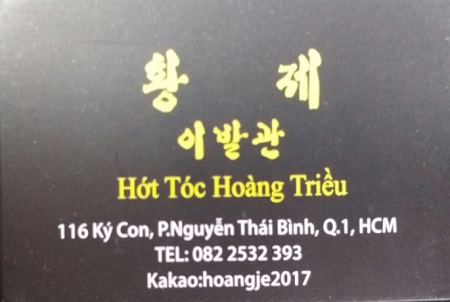 황 제
이발관
Hớt Tóc Hoàng Triều
116 Ký Con, P.Nguyễn Thái Bình, Q.1, HCM
TEL: 082 2532 393
Kakao:hoangje2017